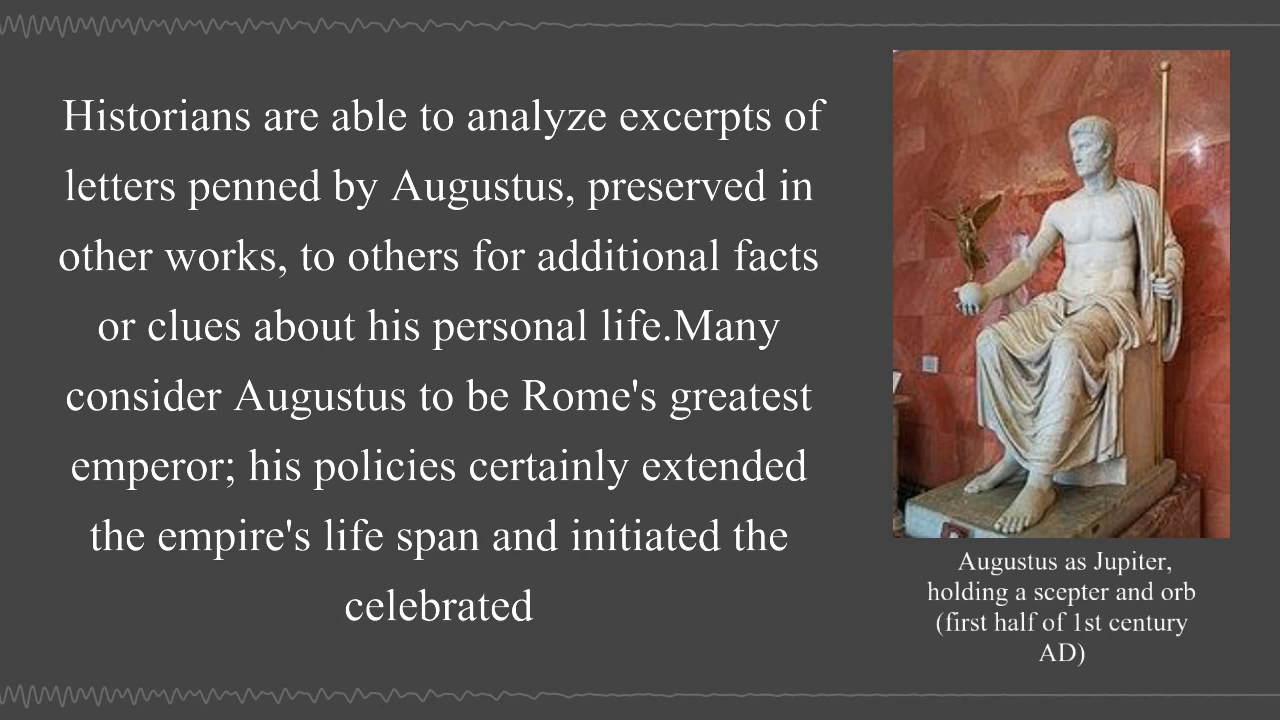 Historians are able to analyze excerpts of
letters penned by Augustus, preserved in
other works, to others for additional facts
or clues about his personal life.Many
consider Augustus to be Rome's greatest
emperor; his policies certainly extended
the empire's life span and initiated the
celebrated
Augustus as Jupiter,
holding a scepter and orb
(first half of 1st century
AD)